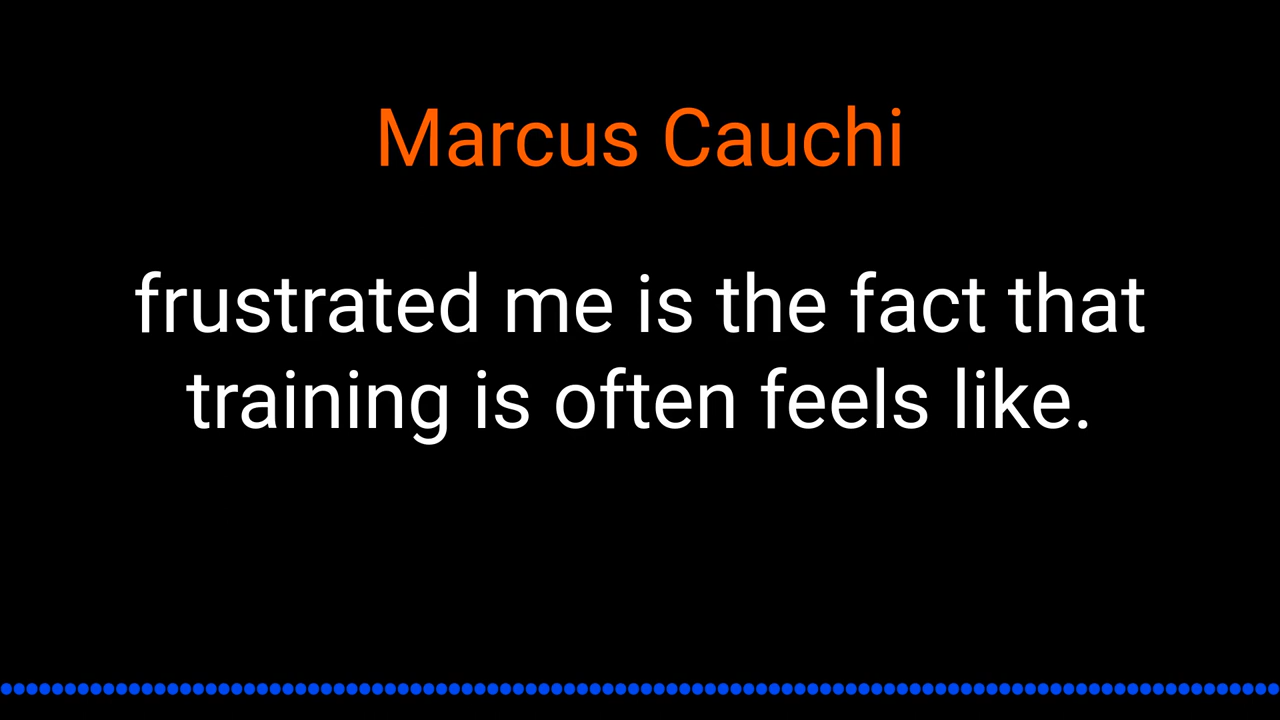 Marcus Cauchi
frustrated me is the fact that
training is often feels like.